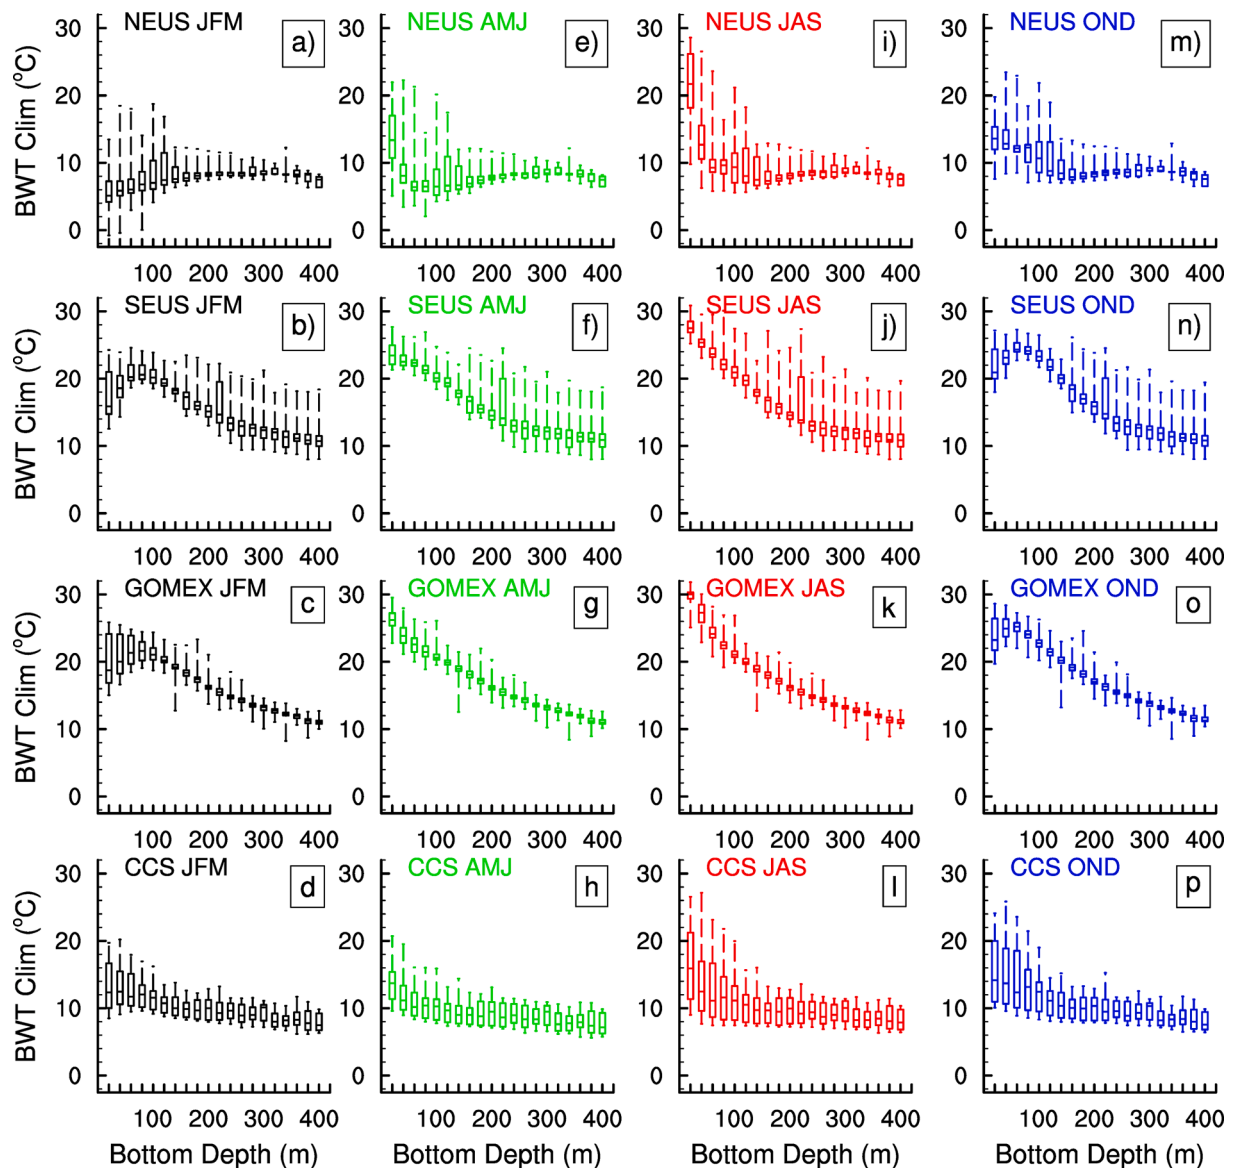 NEUS JFM a) NEUS AMJ e) NEUS JAS i) NEUS OND m)
BWT Clim (°C)
30 30 30 30
20 20 20 20
10 10 10 10
0 0 0 0
100 200 300 400 100 200 300 400 100 200 300 400 100 200 300 400
SEUS JFM b) SEUS AMJ f) SEUS JAS j) SEUS OND n)
BWT Clim (°C)
30 30 30 30
20 20 20 20
10 10 10 10
0 0 0 0
100 200 300 400 100 200 300 400 100 200 300 400 100 200 300 400
GOMEX JFM c GOMEX AMJ g GOMEX JAS k GOMEX OND o
BWT Clim (°C)
30 30 30 30
20 20 20 20
10 10 10 10
0 0 0 0
100 200 300 400 100 200 300 400 100 200 300 400 100 200 300 400
CCS JFM d CCS AMJ h CCS JAS l CCS OND p
BWT Clim (°C)
30 30 30 30
20 20 20 20
10 10 10 10
0 0 0 0
100 200 300 400 100 200 300 400 100 200 300 400 100 200 300 400
Bottom Depth (m) Bottom Depth (m) Bottom Depth (m) Bottom Depth (m)